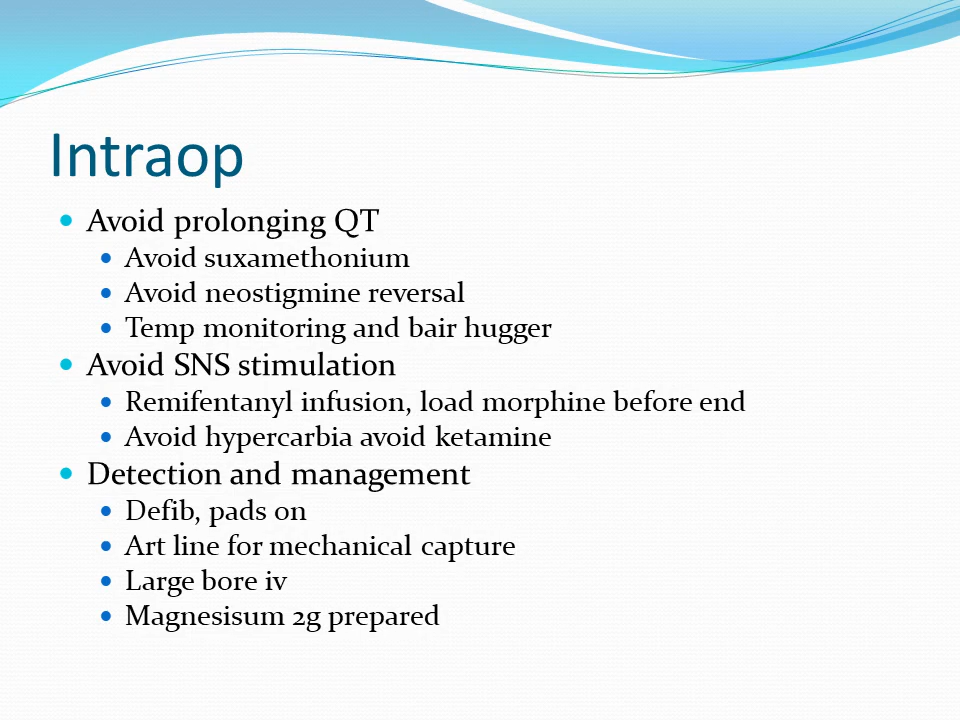 Intraop
Avoid prolonging QT
Avoid suxamethonium
Avoid neostigmine reversal
Temp monitoring and bair hugger
Avoid SNS stimulation
Remifentanyl infusion, load morphine before end
Avoid hypercarbia avoid ketamine
Detection and management
Defib, pads on
Art line for mechanical capture
Large bore iv
Magnesisum 2g prepared